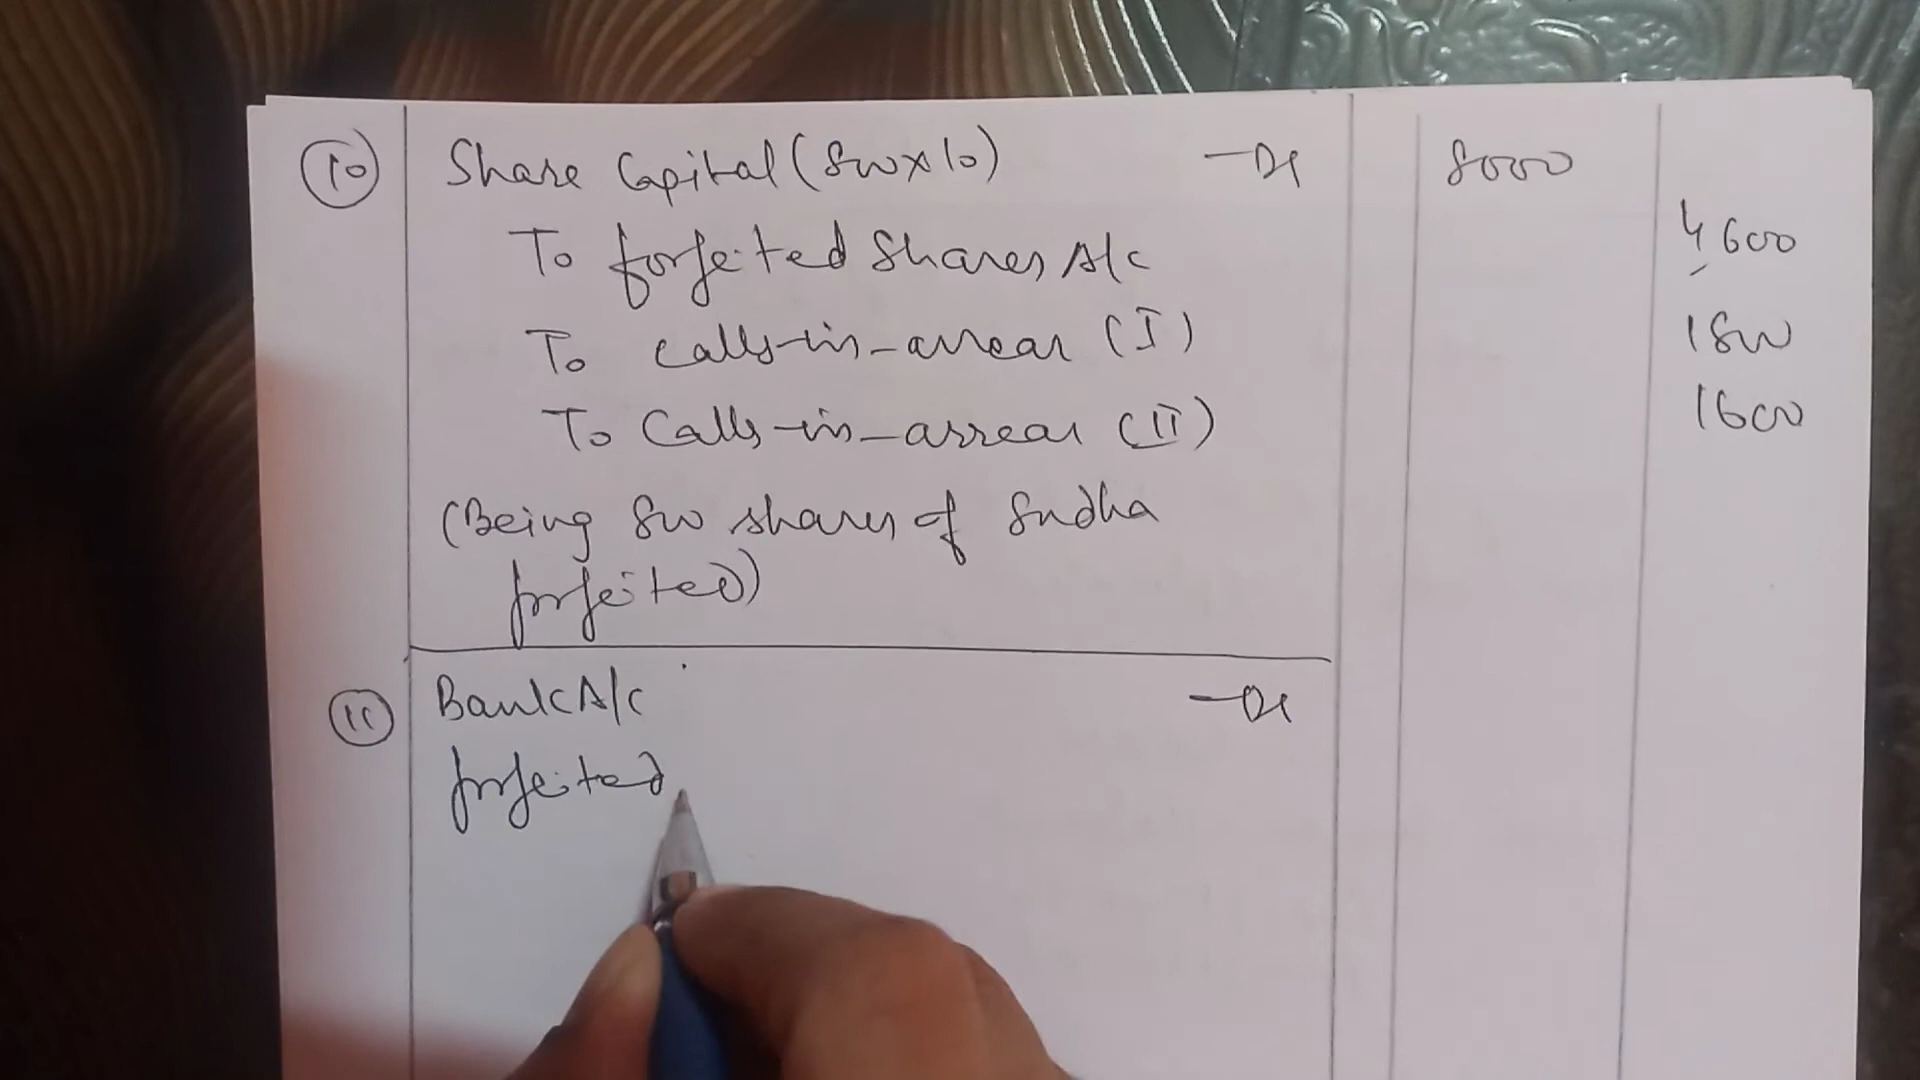 10 Share Capital (800x10) -Dr 8000
To forfeited Shares A/c 4600
To calls-in-arrear (I) 1800
To Calls-in-arrear (II) 1600
(Being 800 shares of Sudha
forfeited)
11 Bank A/c -Dr
forfeited